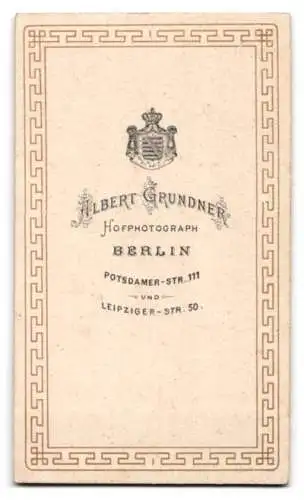 ALBERT GRUNDNER
HOFPHOTOGRAPH
BERLIN
POTSDAMER-STR. 111
- UND -
LEIPZIGER-STR. 50.